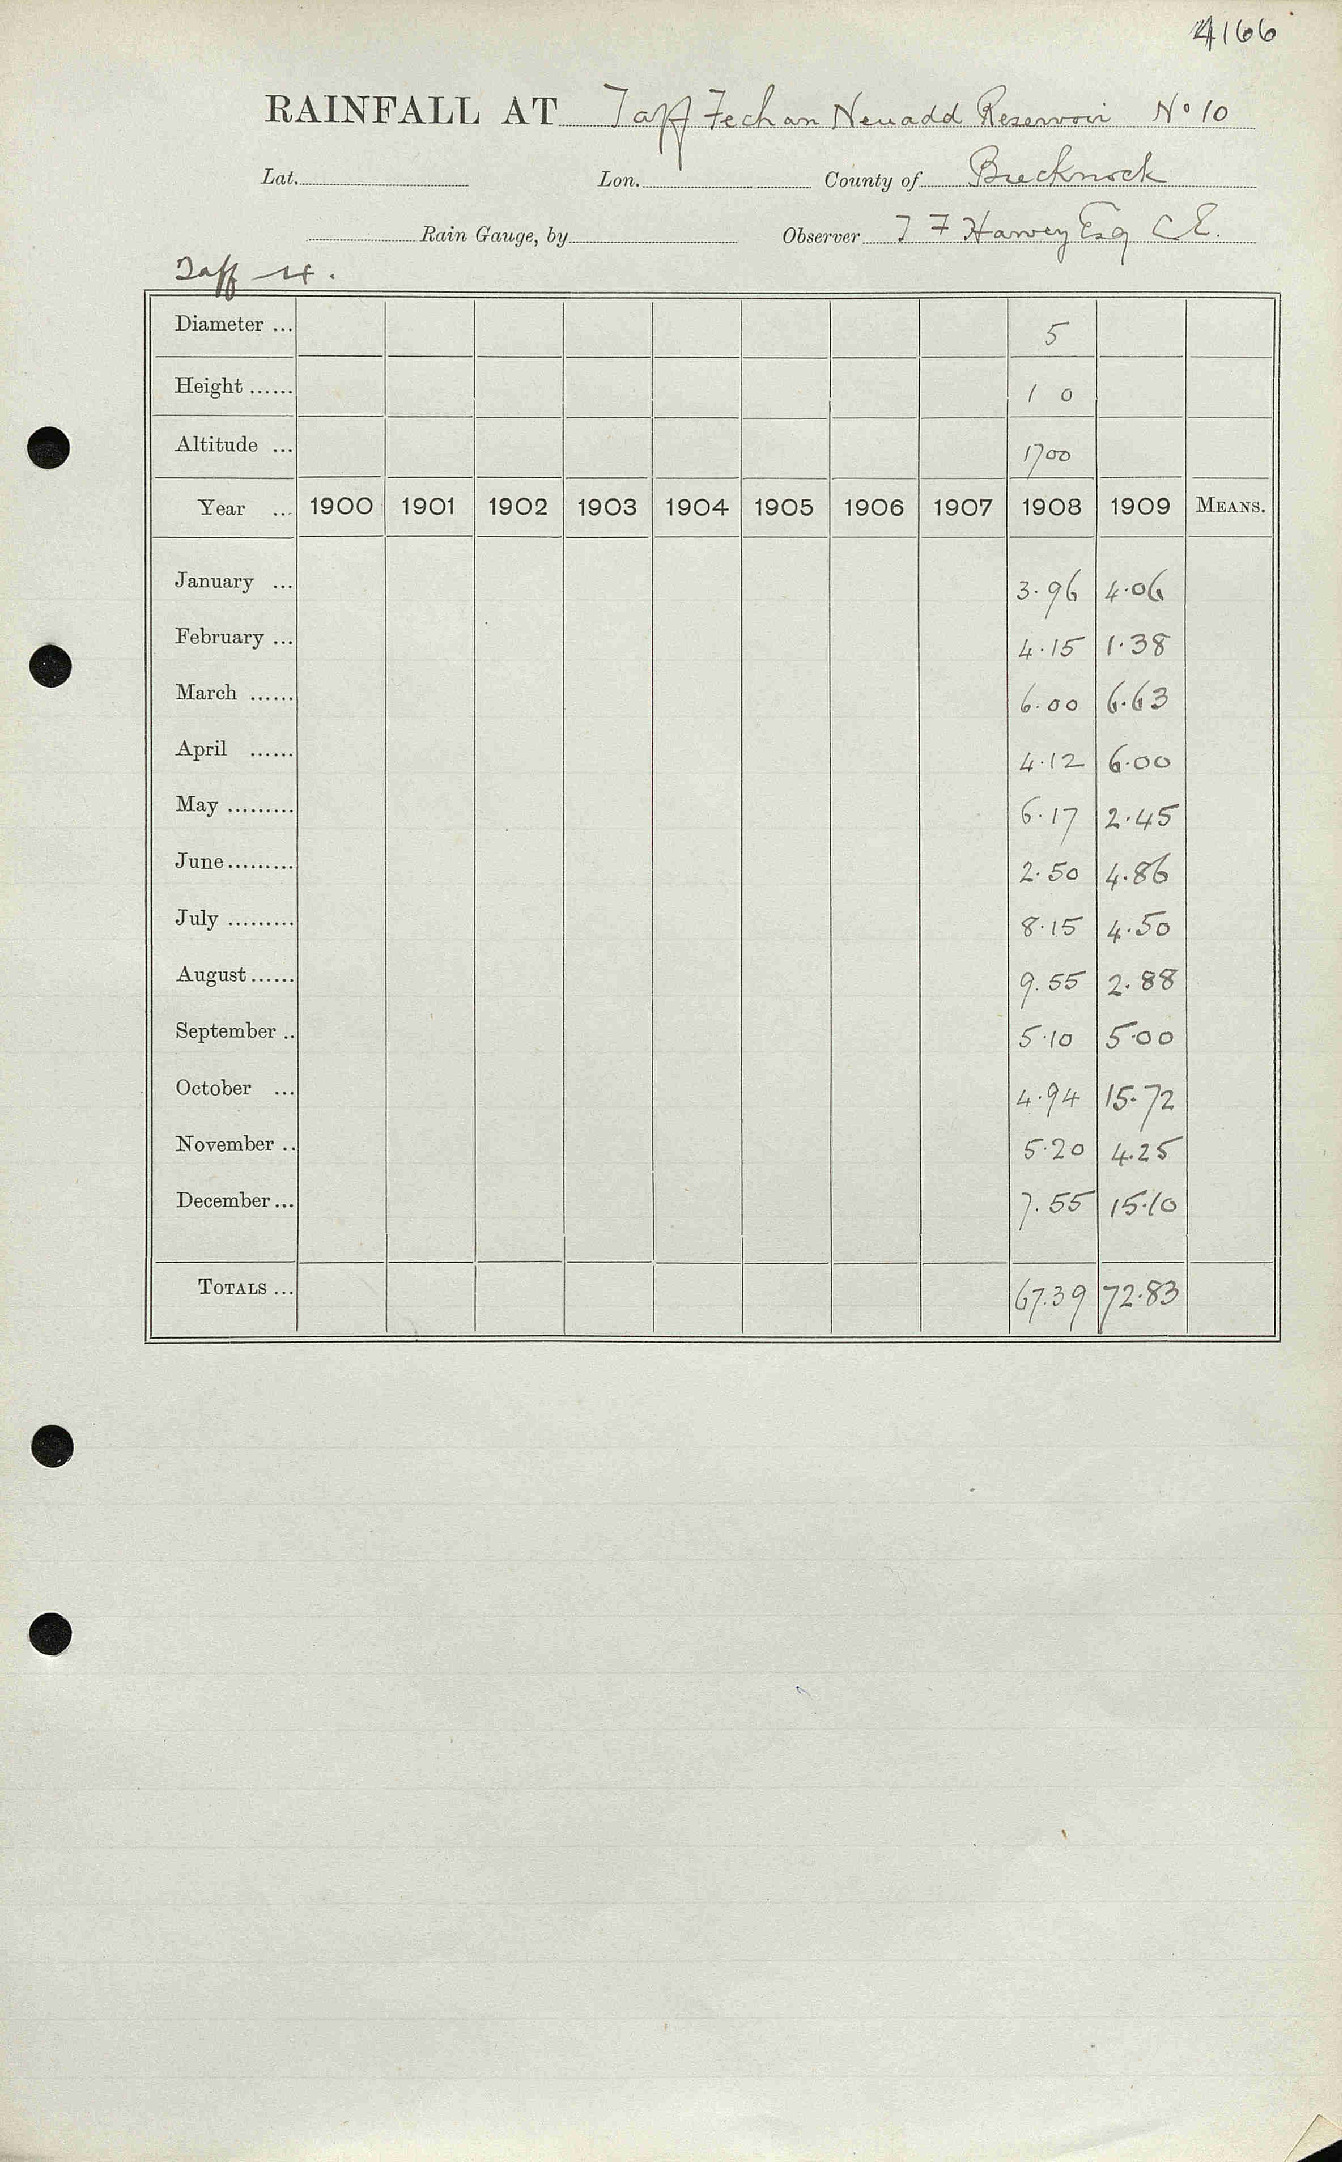 4166
RAINFALL AT Taff Fechan Neuadd Reservoir No 10
Lat. Lon. County of Brecknock
Rain Gauge, by Observer T F Harvey Esq C E.
Taff 4.
Diameter ... 5
Height ...... 1 0
Altitude ... 1700
Year ... 1900 1901 1902 1903 1904 1905 1906 1907 1908 1909 MEANS.
January ... 3.96 4.06
February ... 4.15 1.38
March ...... 6.00 6.63
April ...... 4.12 6.00
May ......... 6.17 2.45
June ......... 2.50 4.86
July ......... 8.15 4.50
August ...... 9.55 2.88
September .. 5.10 5.00
October ... 4.94 15.72
November .. 5.20 4.25
December ... 7.55 15.10
TOTALS ... 67.39 72.83